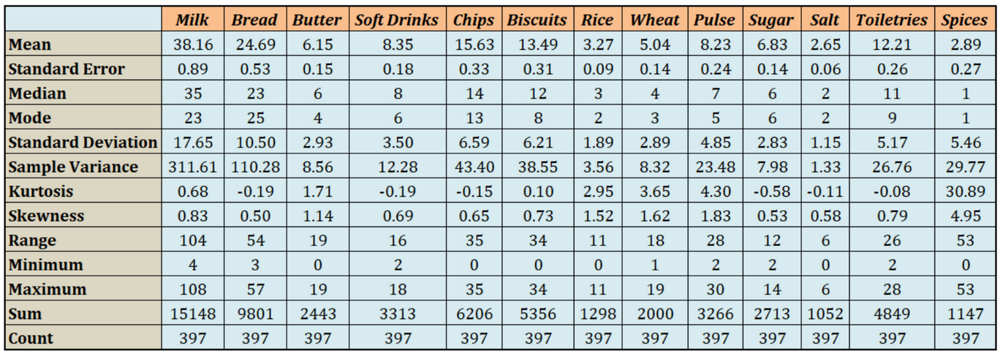 Milk Bread Butter Soft Drinks Chips Biscuits Rice Wheat Pulse Sugar Salt Toiletries Spices
Mean 38.16 24.69 6.15 8.35 15.63 13.49 3.27 5.04 8.23 6.83 2.65 12.21 2.89
Standard Error 0.89 0.53 0.15 0.18 0.33 0.31 0.09 0.14 0.24 0.14 0.06 0.26 0.27
Median 35 23 6 8 14 12 3 4 7 6 2 11 1
Mode 23 25 4 6 13 8 2 3 5 6 2 9 1
Standard Deviation 17.65 10.50 2.93 3.50 6.59 6.21 1.89 2.89 4.85 2.83 1.15 5.17 5.46
Sample Variance 311.61 110.28 8.56 12.28 43.40 38.55 3.56 8.32 23.48 7.98 1.33 26.76 29.77
Kurtosis 0.68 -0.19 1.71 -0.19 -0.15 0.10 2.95 3.65 4.30 -0.58 -0.11 -0.08 30.89
Skewness 0.83 0.50 1.14 0.69 0.65 0.73 1.52 1.62 1.83 0.53 0.58 0.79 4.95
Range 104 54 19 16 35 34 11 18 28 12 6 26 53
Minimum 4 3 0 2 0 0 0 1 2 2 0 2 0
Maximum 108 57 19 18 35 34 11 19 30 14 6 28 53
Sum 15148 9801 2443 3313 6206 5356 1298 2000 3266 2713 1052 4849 1147
Count 397 397 397 397 397 397 397 397 397 397 397 397 397